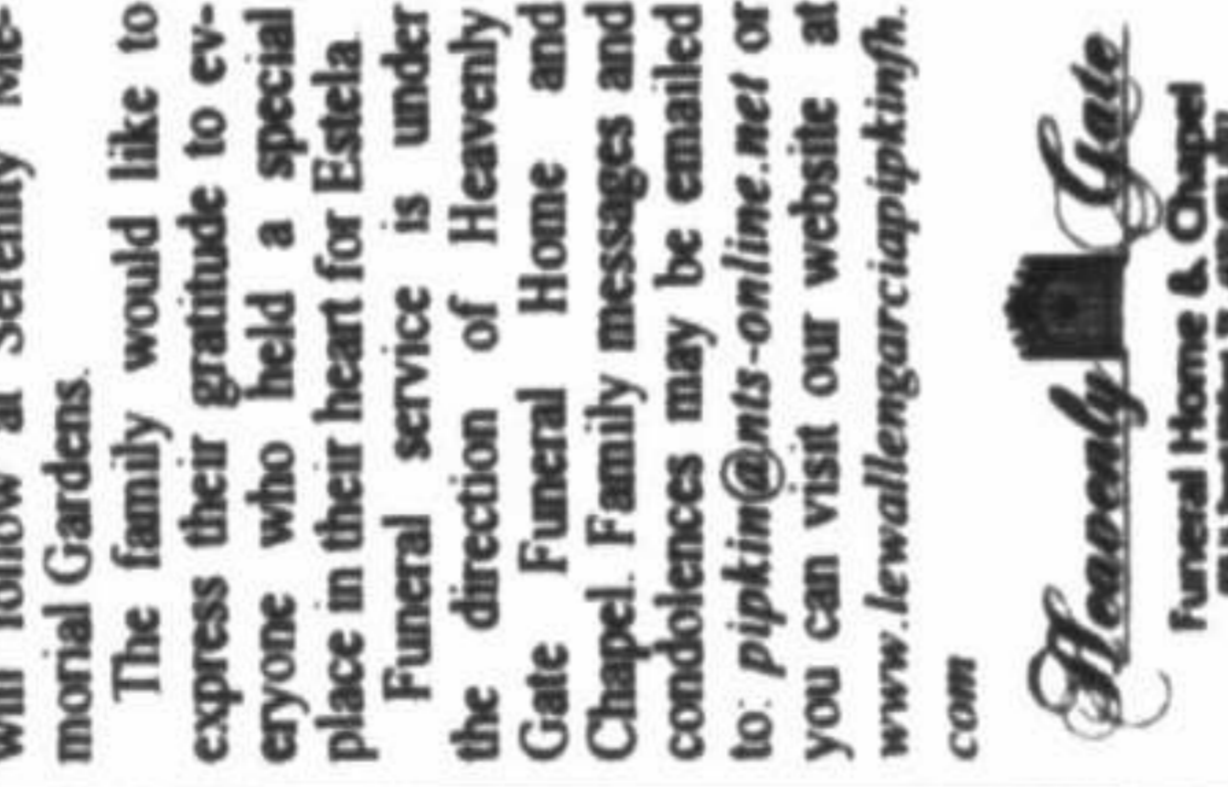 will follow at Serenity Me-
morial Gardens.
The family would like to
express their gratitude to ev-
eryone who held a special
place in their heart for Estela
Funeral service is under
the direction of Heavenly
Gate Funeral Home and
Chapel. Family messages and
condolences may be emailed
to: pipkin@nts-online.net or
you can visit our website at
www.lewallengarciapipkinfh.
com
Heavenly Gate
Funeral Home & Chapel